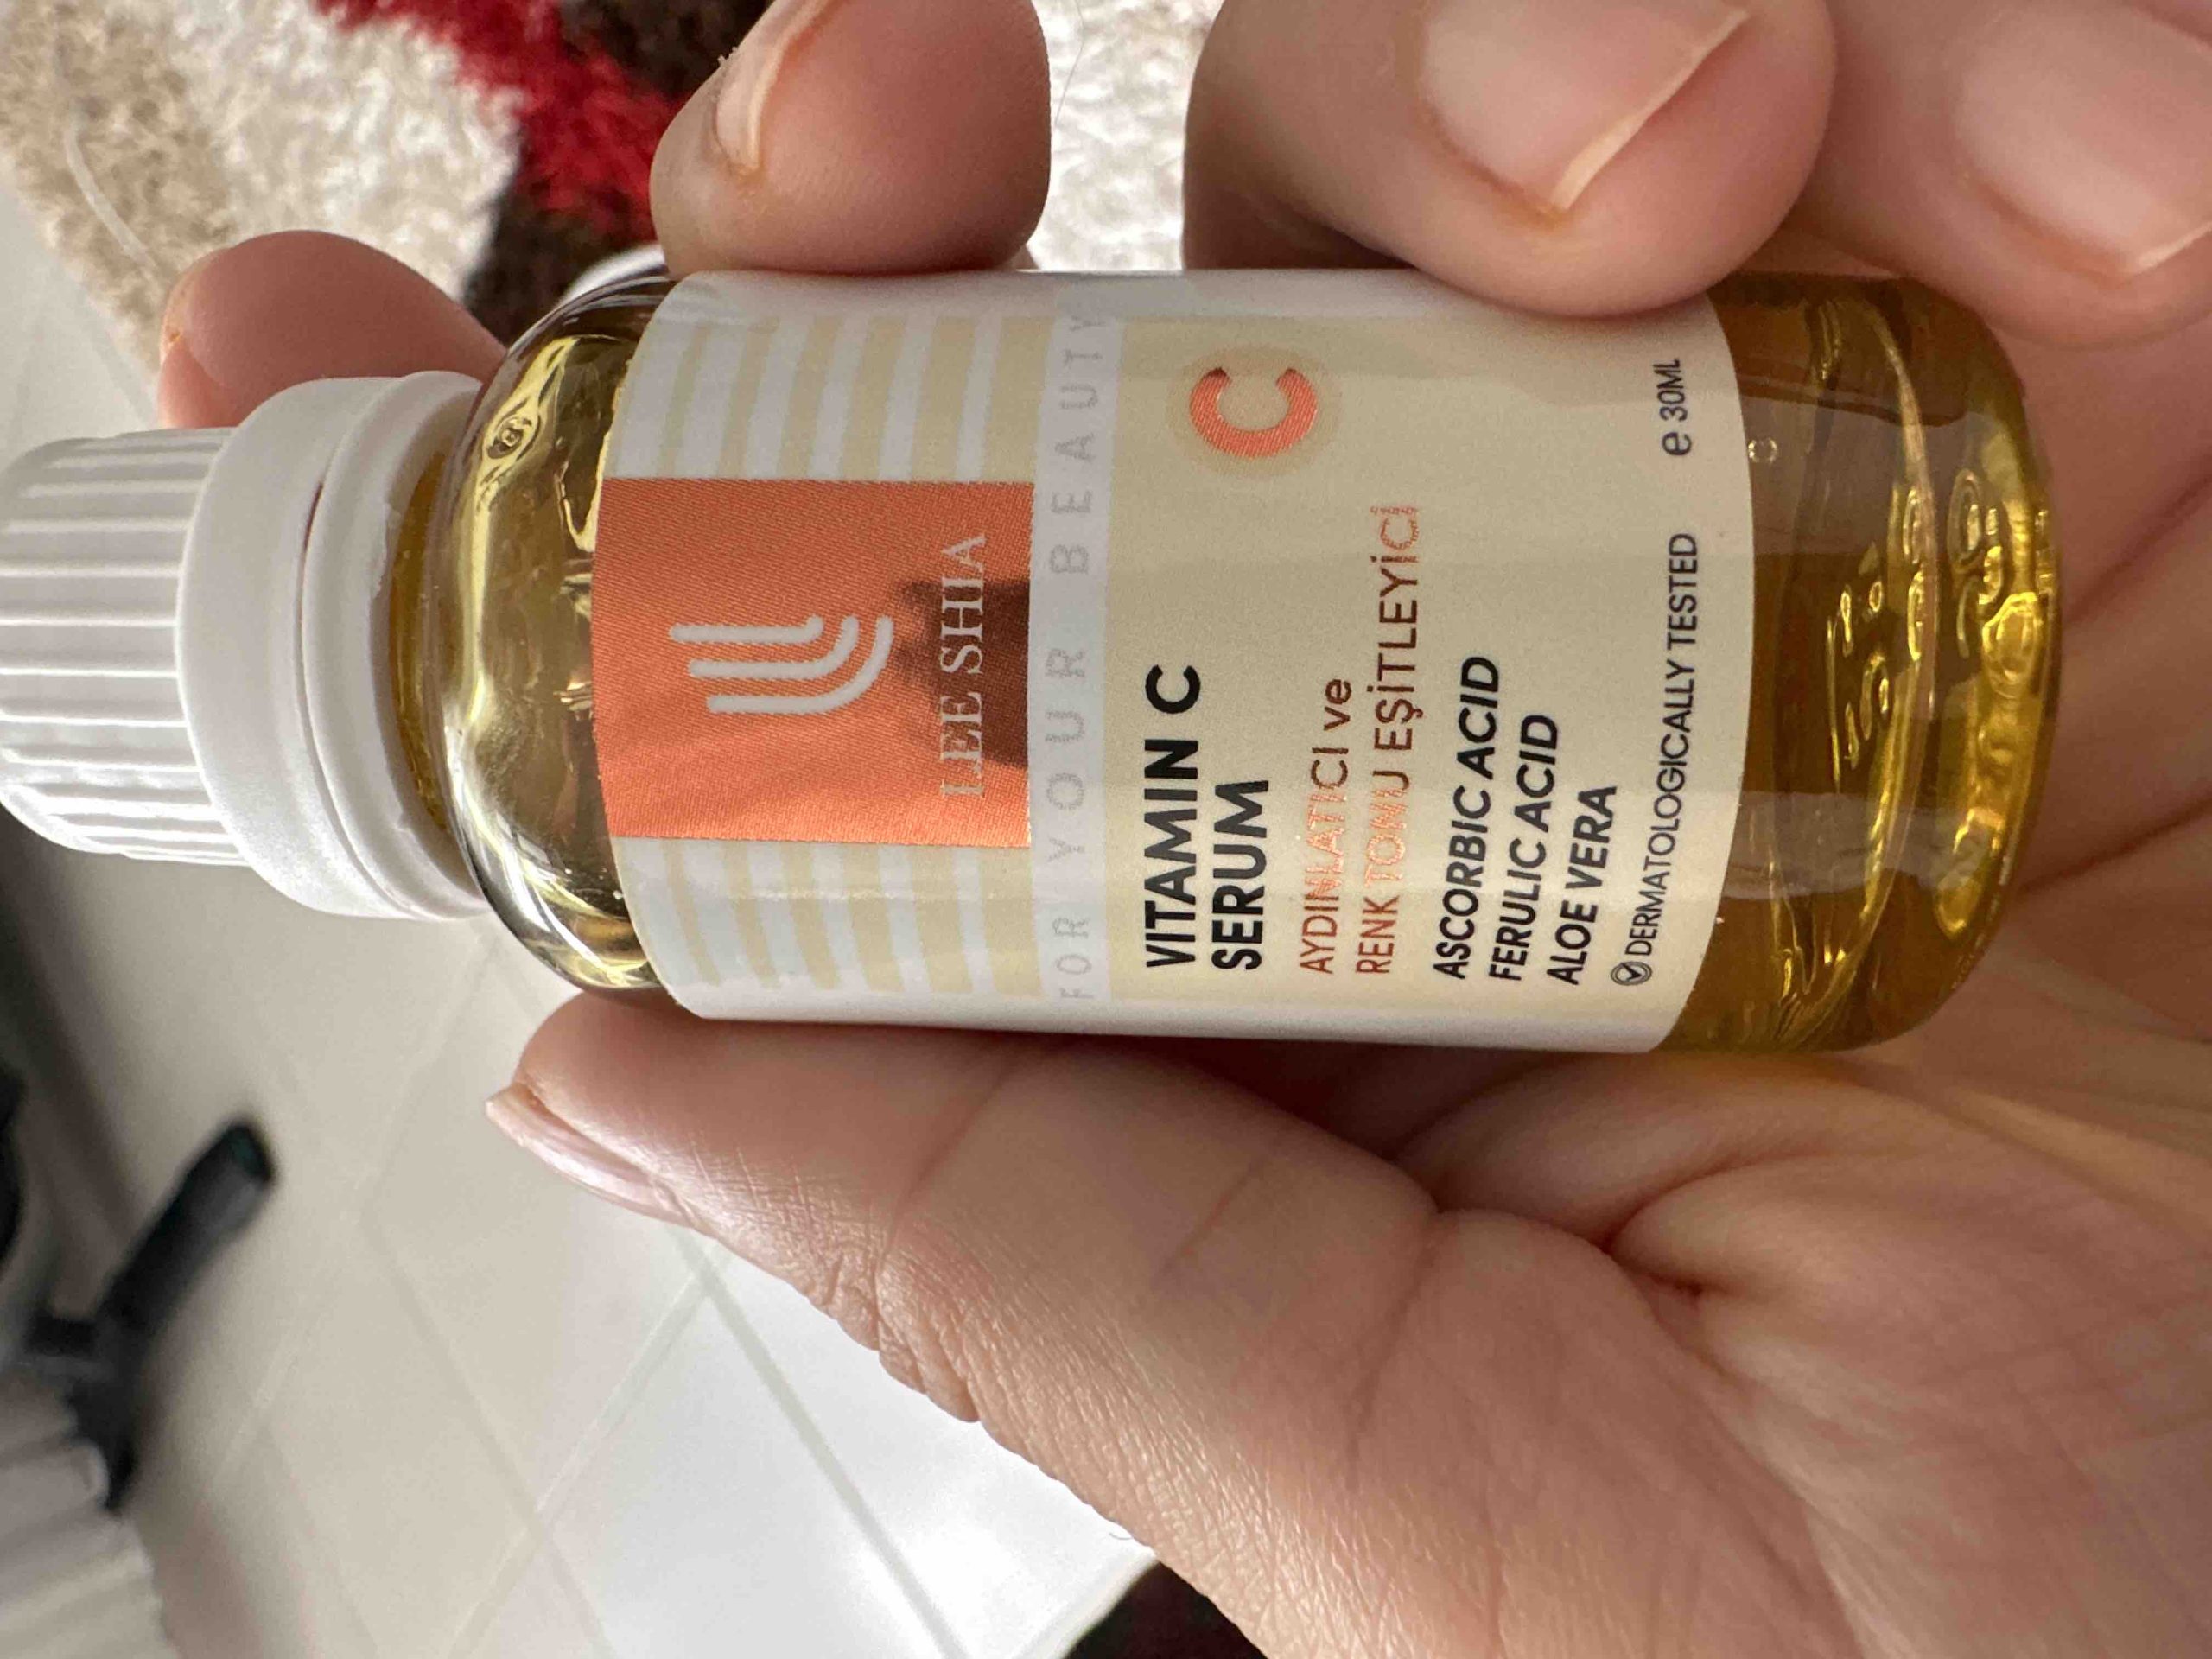 LEE SHIA
FOR YOUR BEAUTY
VITAMIN C
SERUM
C
AYDINLATICI ve
RENK TONU EŞİTLEYİCİ
ASCORBIC ACID
FERULIC ACID
ALOE VERA
DERMATOLOGICALLY TESTED
e 30ML